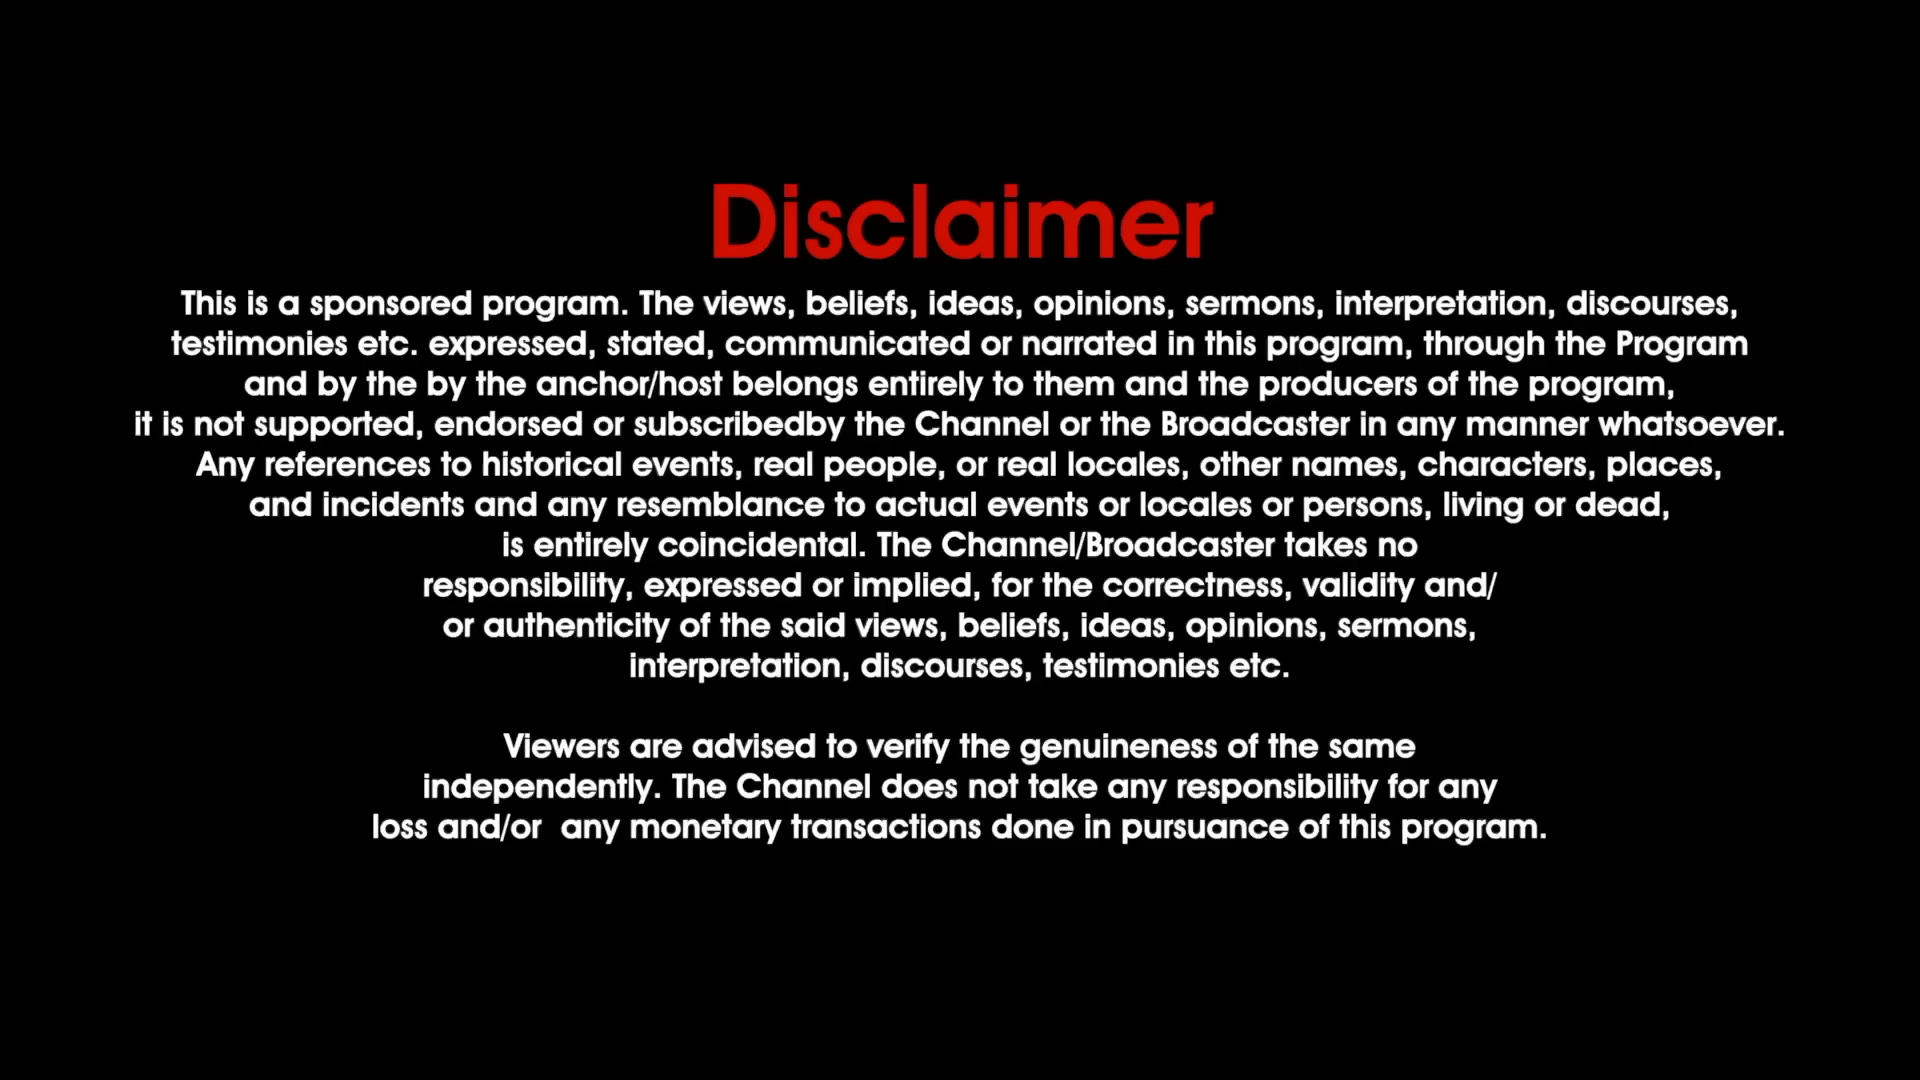 Disclaimer
This is a sponsored program. The views, beliefs, ideas, opinions, sermons, interpretation, discourses,
testimonies etc. expressed, stated, communicated or narrated in this program, through the Program
and by the by the anchor/host belongs entirely to them and the producers of the program,
it is not supported, endorsed or subscribedby the Channel or the Broadcaster in any manner whatsoever.
Any references to historical events, real people, or real locales, other names, characters, places,
and incidents and any resemblance to actual events or locales or persons, living or dead,
is entirely coincidental. The Channel/Broadcaster takes no
responsibility, expressed or implied, for the correctness, validity and/
or authenticity of the said views, beliefs, ideas, opinions, sermons,
interpretation, discourses, testimonies etc.
Viewers are advised to verify the genuineness of the same
independently. The Channel does not take any responsibility for any
loss and/or  any monetary transactions done in pursuance of this program.